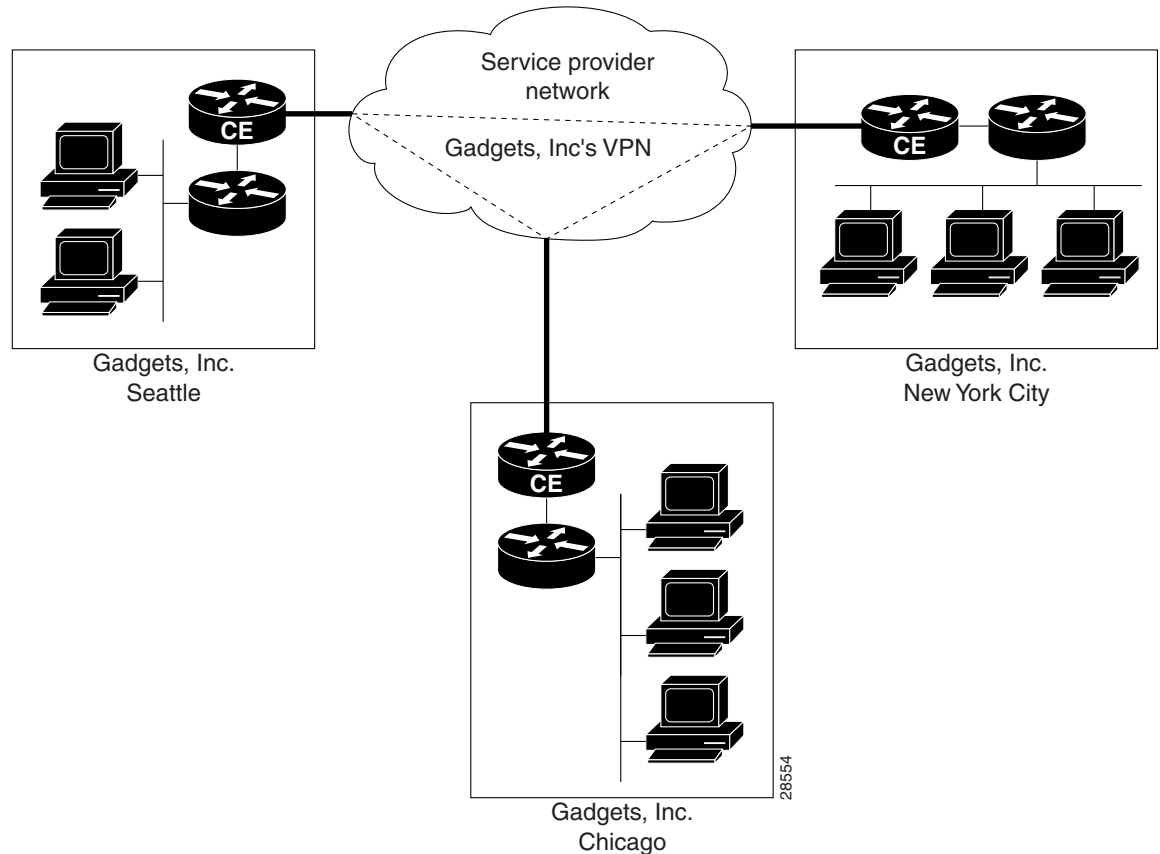 Service provider
network
Gadgets, Inc's VPN
CE
CE
Gadgets, Inc.
Seattle
Gadgets, Inc.
New York City
CE
28554
Gadgets, Inc.
Chicago